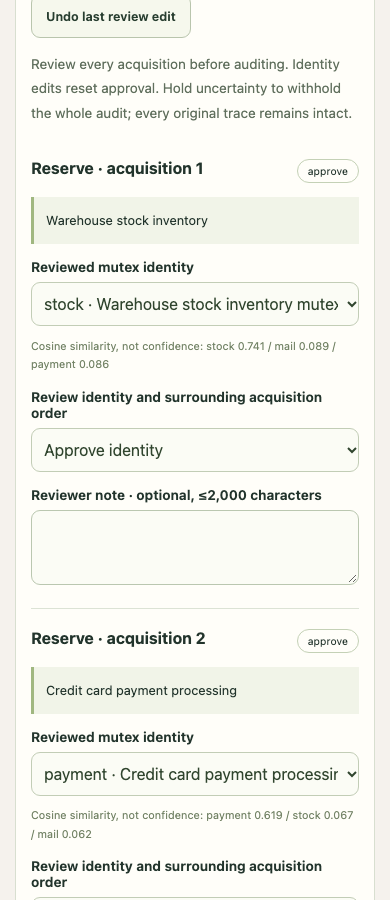 Undo last review edit
Review every acquisition before auditing. Identity
edits reset approval. Hold uncertainty to withhold
the whole audit; every original trace remains intact.
Reserve · acquisition 1
approve
Warehouse stock inventory
Reviewed mutex identity
stock · Warehouse stock inventory mutex
Cosine similarity, not confidence: stock 0.741 / mail 0.089 /
payment 0.086
Review identity and surrounding acquisition
order
Approve identity
Reviewer note · optional, ≤2,000 characters
Reserve · acquisition 2
approve
Credit card payment processing
Reviewed mutex identity
payment · Credit card payment processir
Cosine similarity, not confidence: payment 0.619 / stock 0.067
/ mail 0.062
Review identity and surrounding acquisition
order